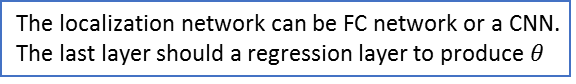 The localization network can be FC network or a CNN.
The last layer should a regression layer to produce θ